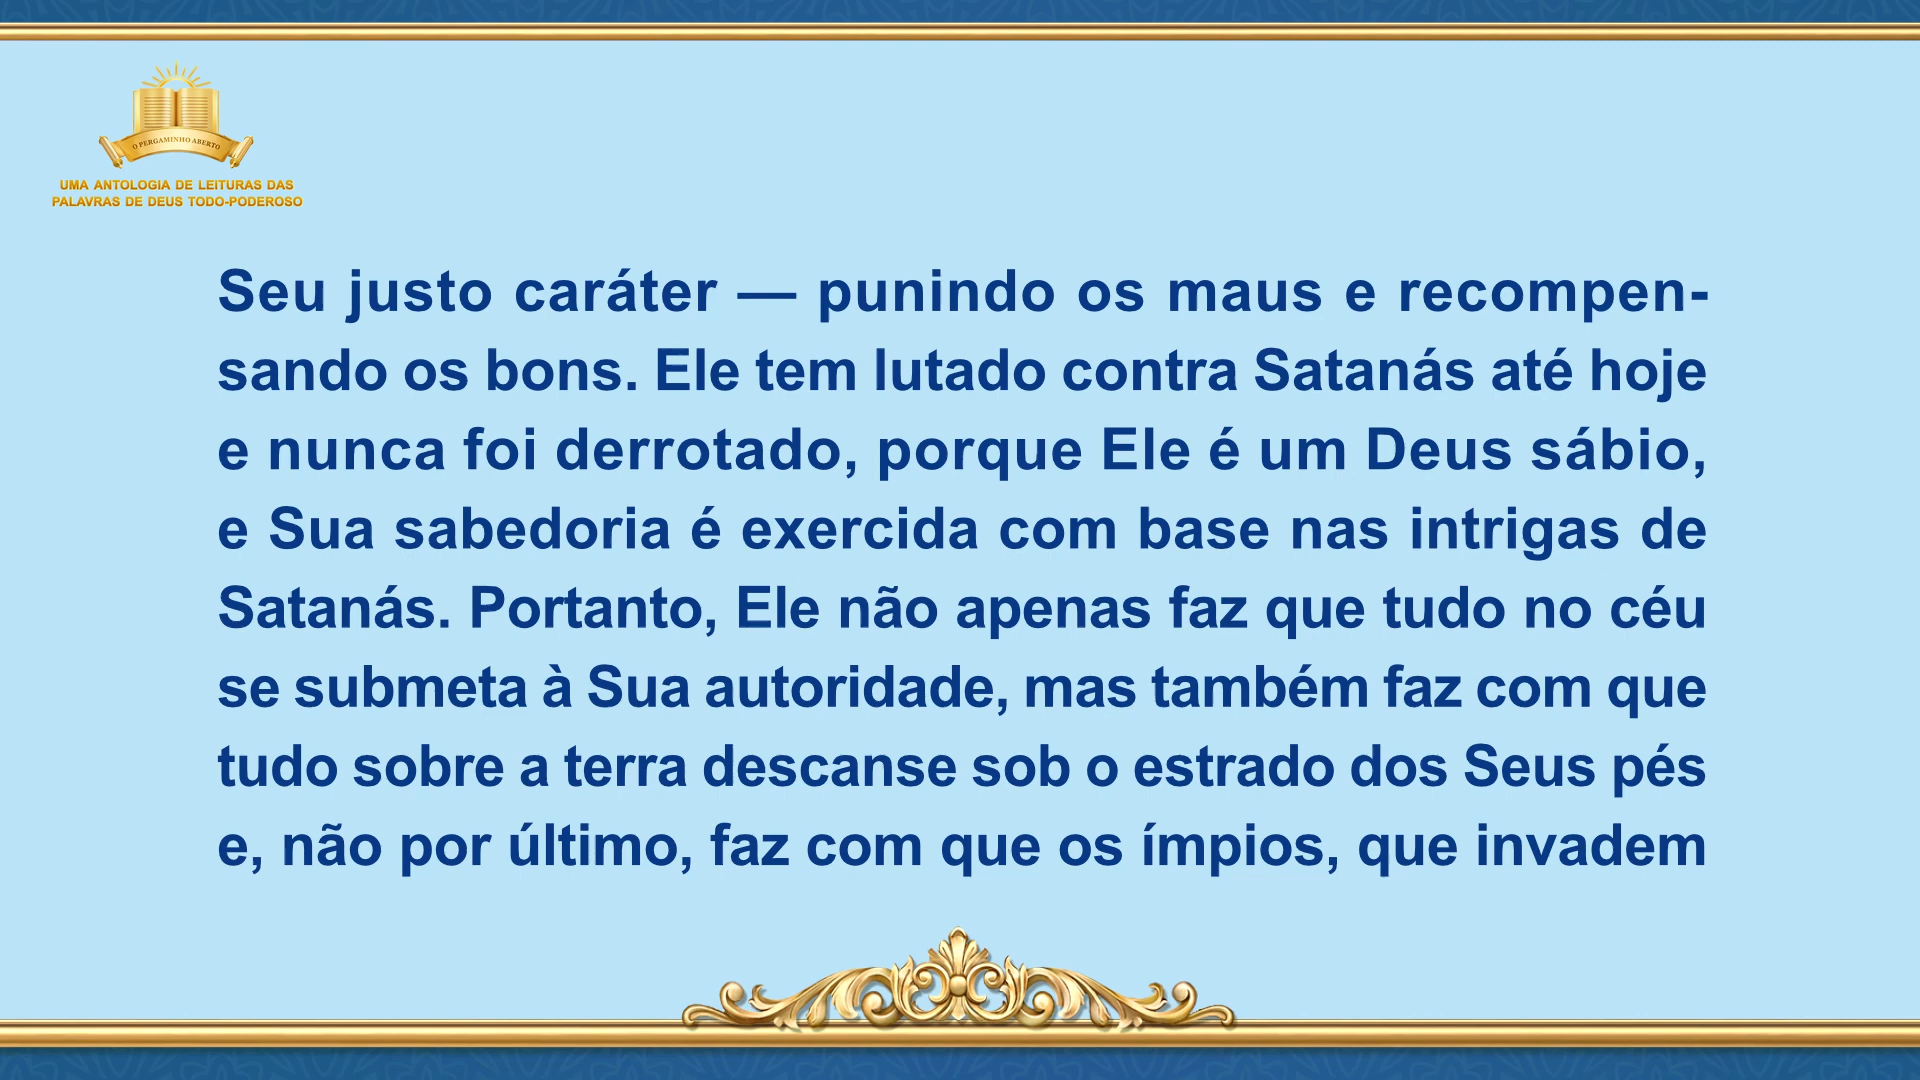 O PERGAMINHO ABERTO
UMA ANTOLOGIA DE LEITURAS DAS
PALAVRAS DE DEUS TODO-PODEROSO
Seu justo caráter — punindo os maus e recompen-
sando os bons. Ele tem lutado contra Satanás até hoje
e nunca foi derrotado, porque Ele é um Deus sábio,
e Sua sabedoria é exercida com base nas intrigas de
Satanás. Portanto, Ele não apenas faz que tudo no céu
se submeta à Sua autoridade, mas também faz com que
tudo sobre a terra descanse sob o estrado dos Seus pés
e, não por último, faz com que os ímpios, que invadem